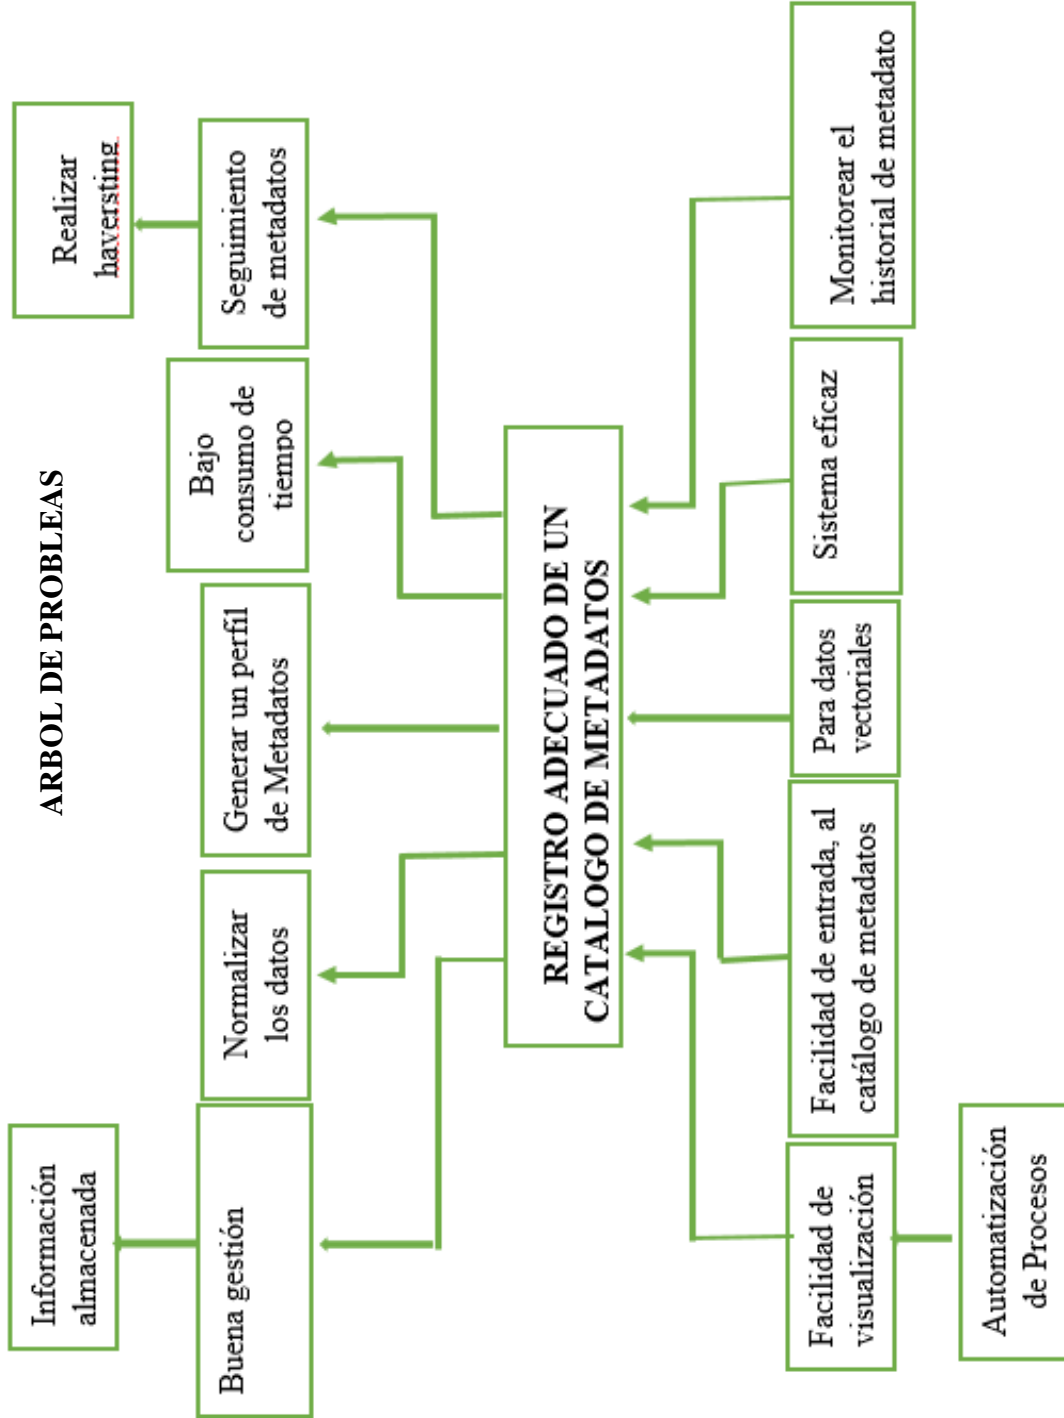 ARBOL DE PROBLEAS
Información
almacenada
Realizar
haversting
Buena gestión
Normalizar
los datos
Generar un perfil
de Metadatos
Bajo
consumo de
tiempo
Seguimiento
de metadatos
REGISTRO ADECUADO DE UN
CATALOGO DE METADATOS
Facilidad de
visualización
Facilidad de entrada, al
catálogo de metadatos
Para datos
vectoriales
Sistema eficaz
Monitorear el
historial de metadato
Automatización
de Procesos